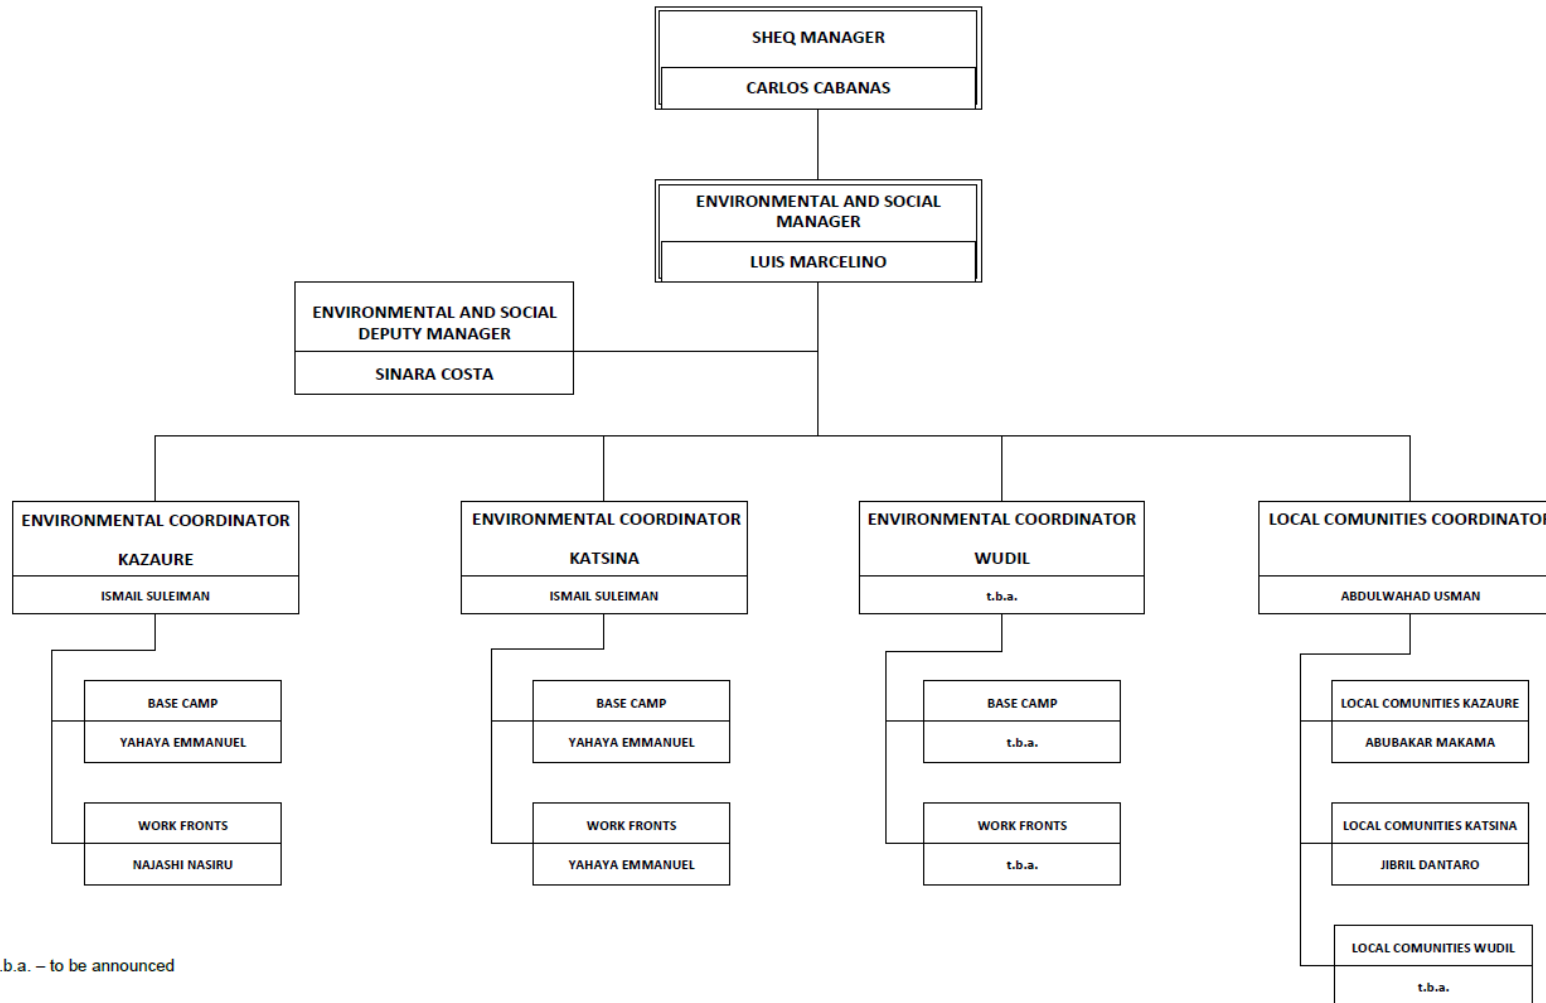 SHEQ MANAGER
CARLOS CABANAS
ENVIRONMENTAL AND SOCIAL
MANAGER
LUIS MARCELINO
ENVIRONMENTAL AND SOCIAL
DEPUTY MANAGER
SINARA COSTA
ENVIRONMENTAL COORDINATOR
KAZAURE
ISMAIL SULEIMAN
BASE CAMP
YAHAYA EMMANUEL
WORK FRONTS
NAJASHI NASIRU
ENVIRONMENTAL COORDINATOR
KATSINA
ISMAIL SULEIMAN
BASE CAMP
YAHAYA EMMANUEL
WORK FRONTS
YAHAYA EMMANUEL
ENVIRONMENTAL COORDINATOR
WUDIL
t.b.a.
BASE CAMP
t.b.a.
WORK FRONTS
t.b.a.
LOCAL COMUNITIES COORDINATOR
ABDULWAHAD USMAN
LOCAL COMUNITIES KAZAURE
ABUBAKAR MAKAMA
LOCAL COMUNITIES KATSINA
JIBRIL DANTARO
LOCAL COMUNITIES WUDIL
t.b.a.
.b.a. – to be announced